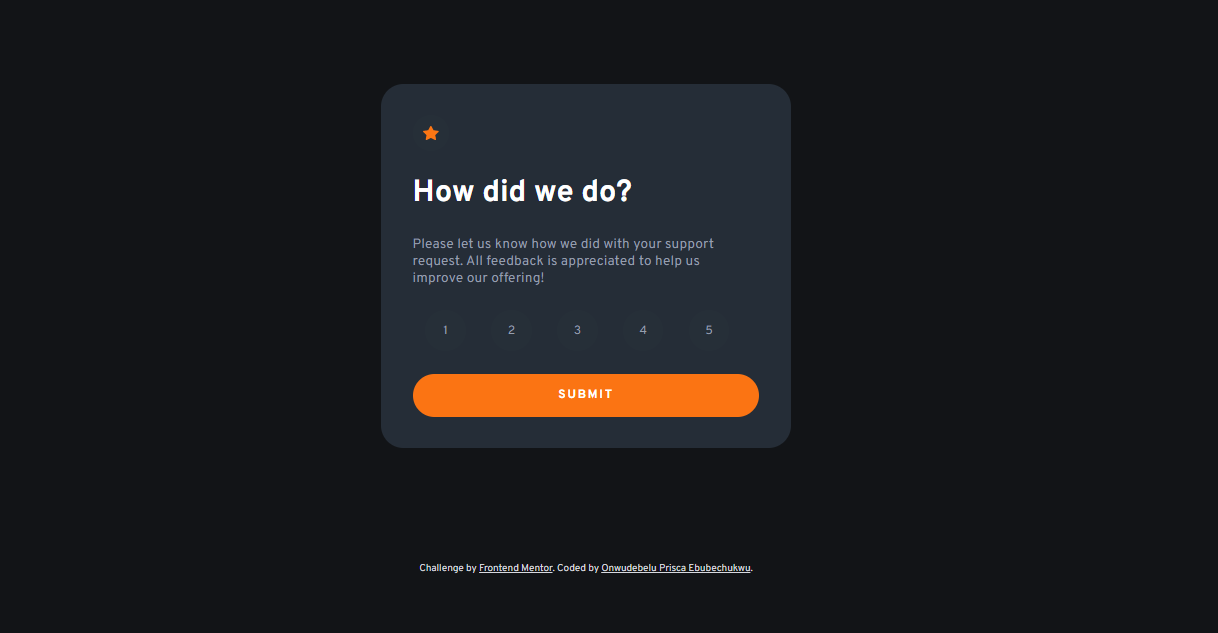 How did we do?
Please let us know how we did with your support
request. All feedback is appreciated to help us
improve our offering!
1 2 3 4 5
SUBMIT
Challenge by Frontend Mentor. Coded by Onwudebelu Prisca Ebubechukwu.